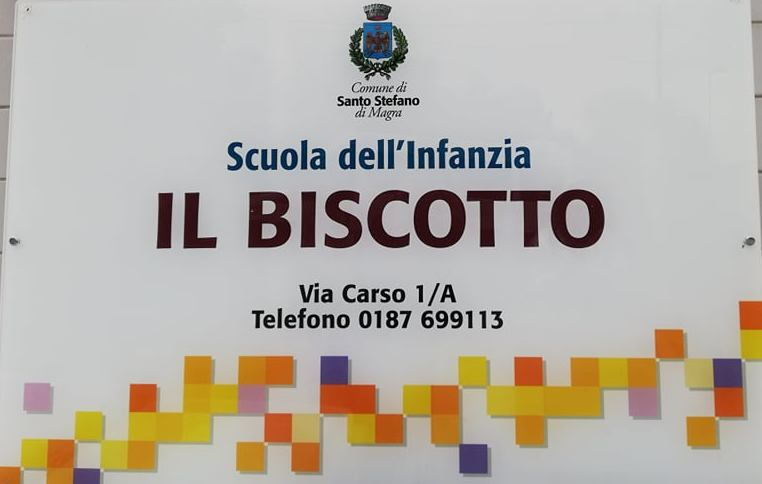 Comune di
Santo Stefano
di Magra
Scuola dell'Infanzia
IL BISCOTTO
Via Carso 1/A
Telefono 0187 699113